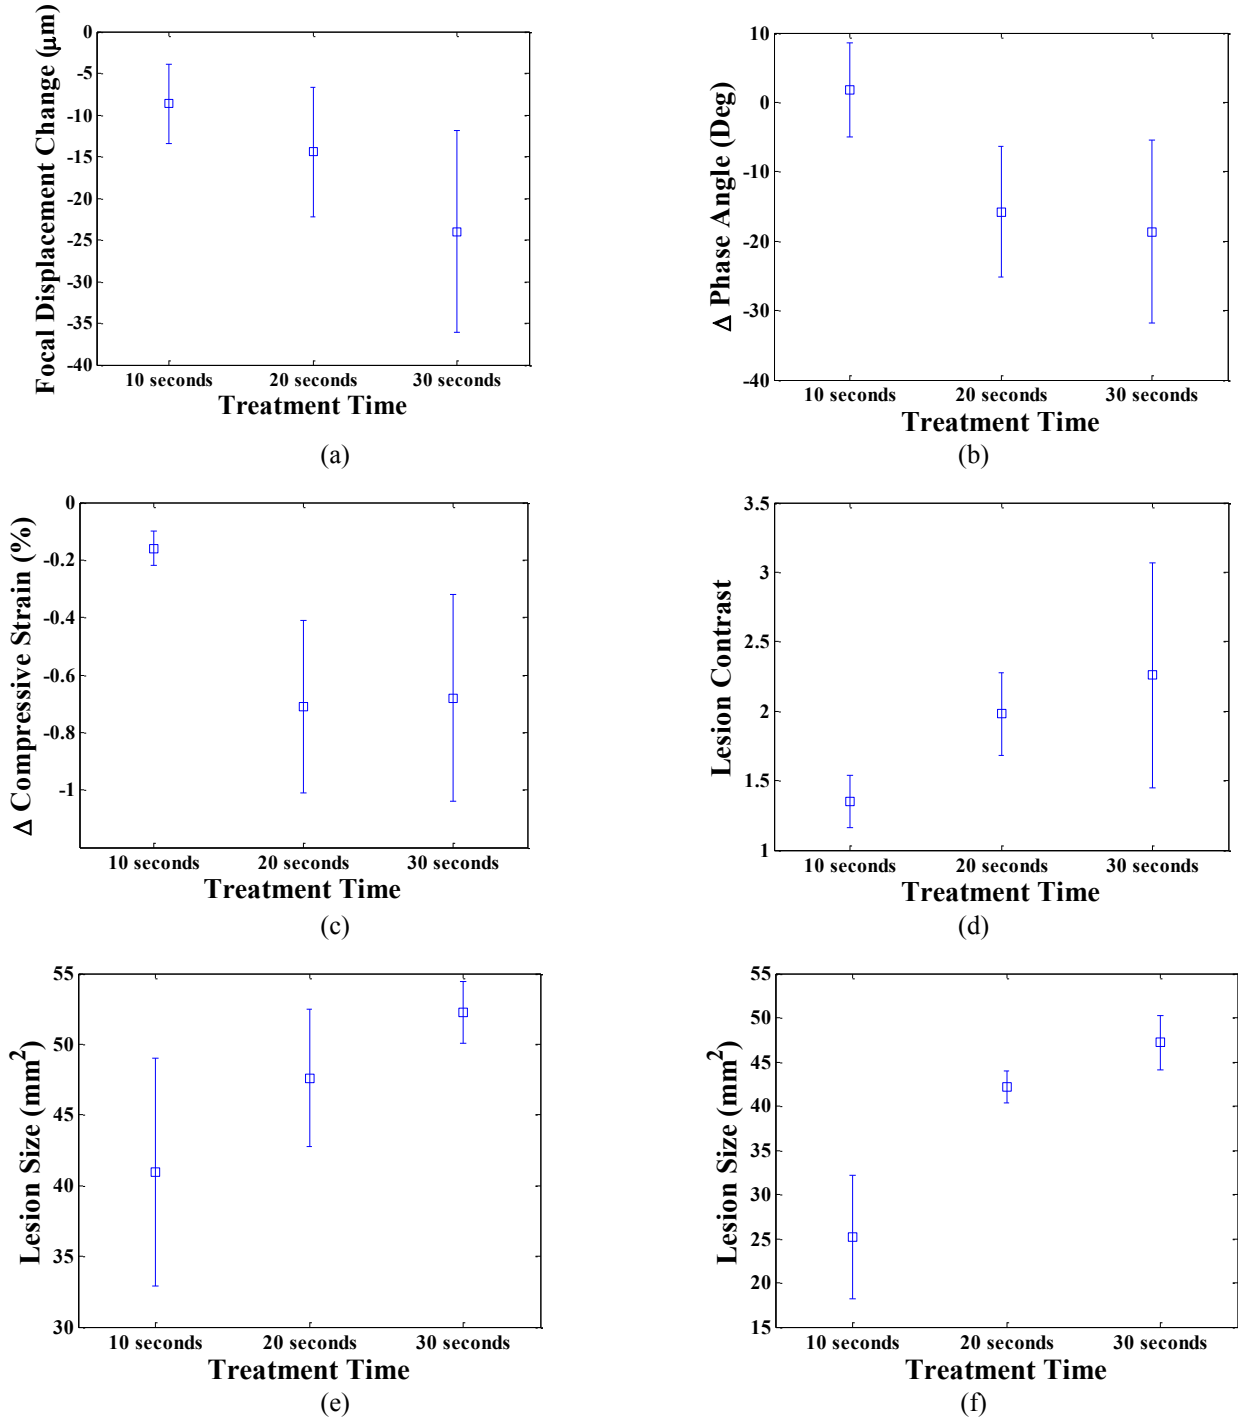 Focal Displacement Change (μm)
0
-5
-10
-15
-20
-25
-30
-35
-40
10 seconds 20 seconds 30 seconds
Treatment Time
(a)
Δ Phase Angle (Deg)
10
0
-10
-20
-30
-40
10 seconds 20 seconds 30 seconds
Treatment Time
(b)
Δ Compressive Strain (%)
0
-0.2
-0.4
-0.6
-0.8
-1
10 seconds 20 seconds 30 seconds
Treatment Time
(c)
Lesion Contrast
3.5
3
2.5
2
1.5
1
10 seconds 20 seconds 30 seconds
Treatment Time
(d)
Lesion Size (mm²)
55
50
45
40
35
30
10 seconds 20 seconds 30 seconds
Treatment Time
(e)
Lesion Size (mm²)
55
50
45
40
35
30
25
20
15
10 seconds 20 seconds 30 seconds
Treatment Time
(f)